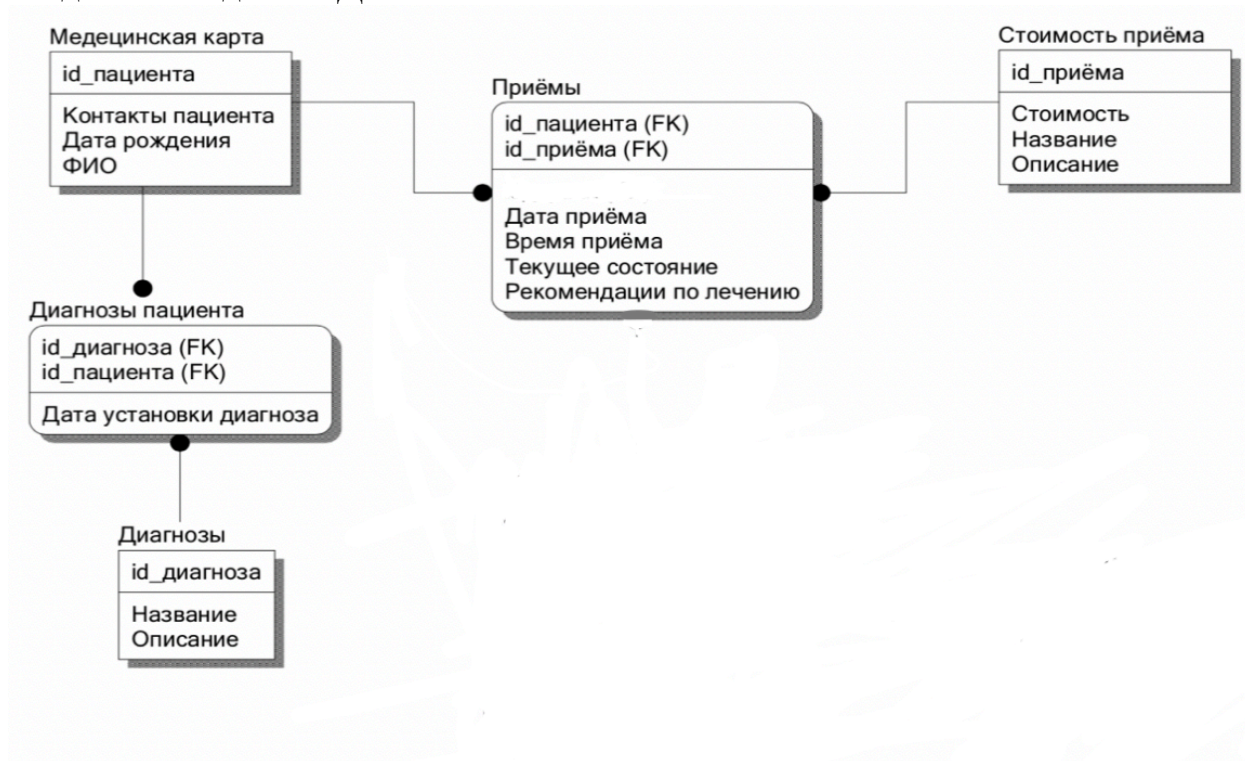 Медецинская карта
id_пациента
Контакты пациента
Дата рождения
ФИО
Приёмы
id_пациента (FK)
id_приёма (FK)
Дата приёма
Время приёма
Текущее состояние
Рекомендации по лечению
Стоимость приёма
id_приёма
Стоимость
Название
Описание
Диагнозы пациента
id_диагноза (FK)
id_пациента (FK)
Дата установки диагноза
Диагнозы
id_диагноза
Название
Описание